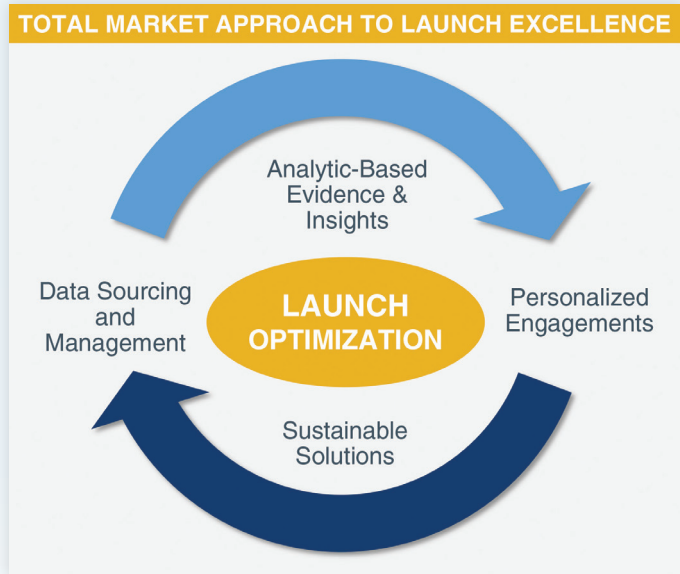 TOTAL MARKET APPROACH TO LAUNCH EXCELLENCE
Analytic-Based
Evidence &
Insights
Data Sourcing
and
Management
LAUNCH
OPTIMIZATION
Personalized
Engagements
Sustainable
Solutions